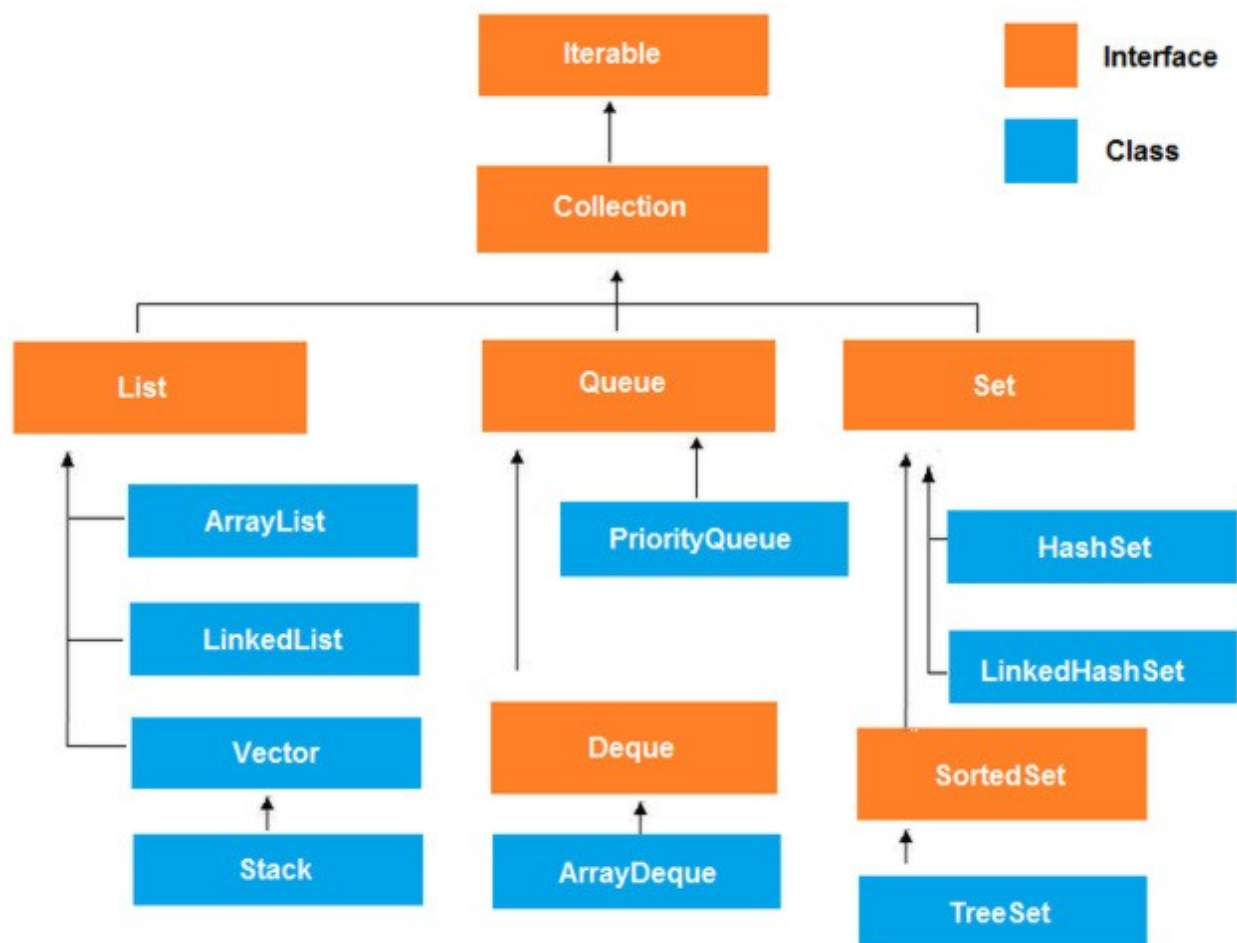 Iterable
Interface
Class
Collection
List
Queue
Set
ArrayList
PriorityQueue
HashSet
LinkedList
LinkedHashSet
Vector
Deque
SortedSet
Stack
ArrayDeque
TreeSet